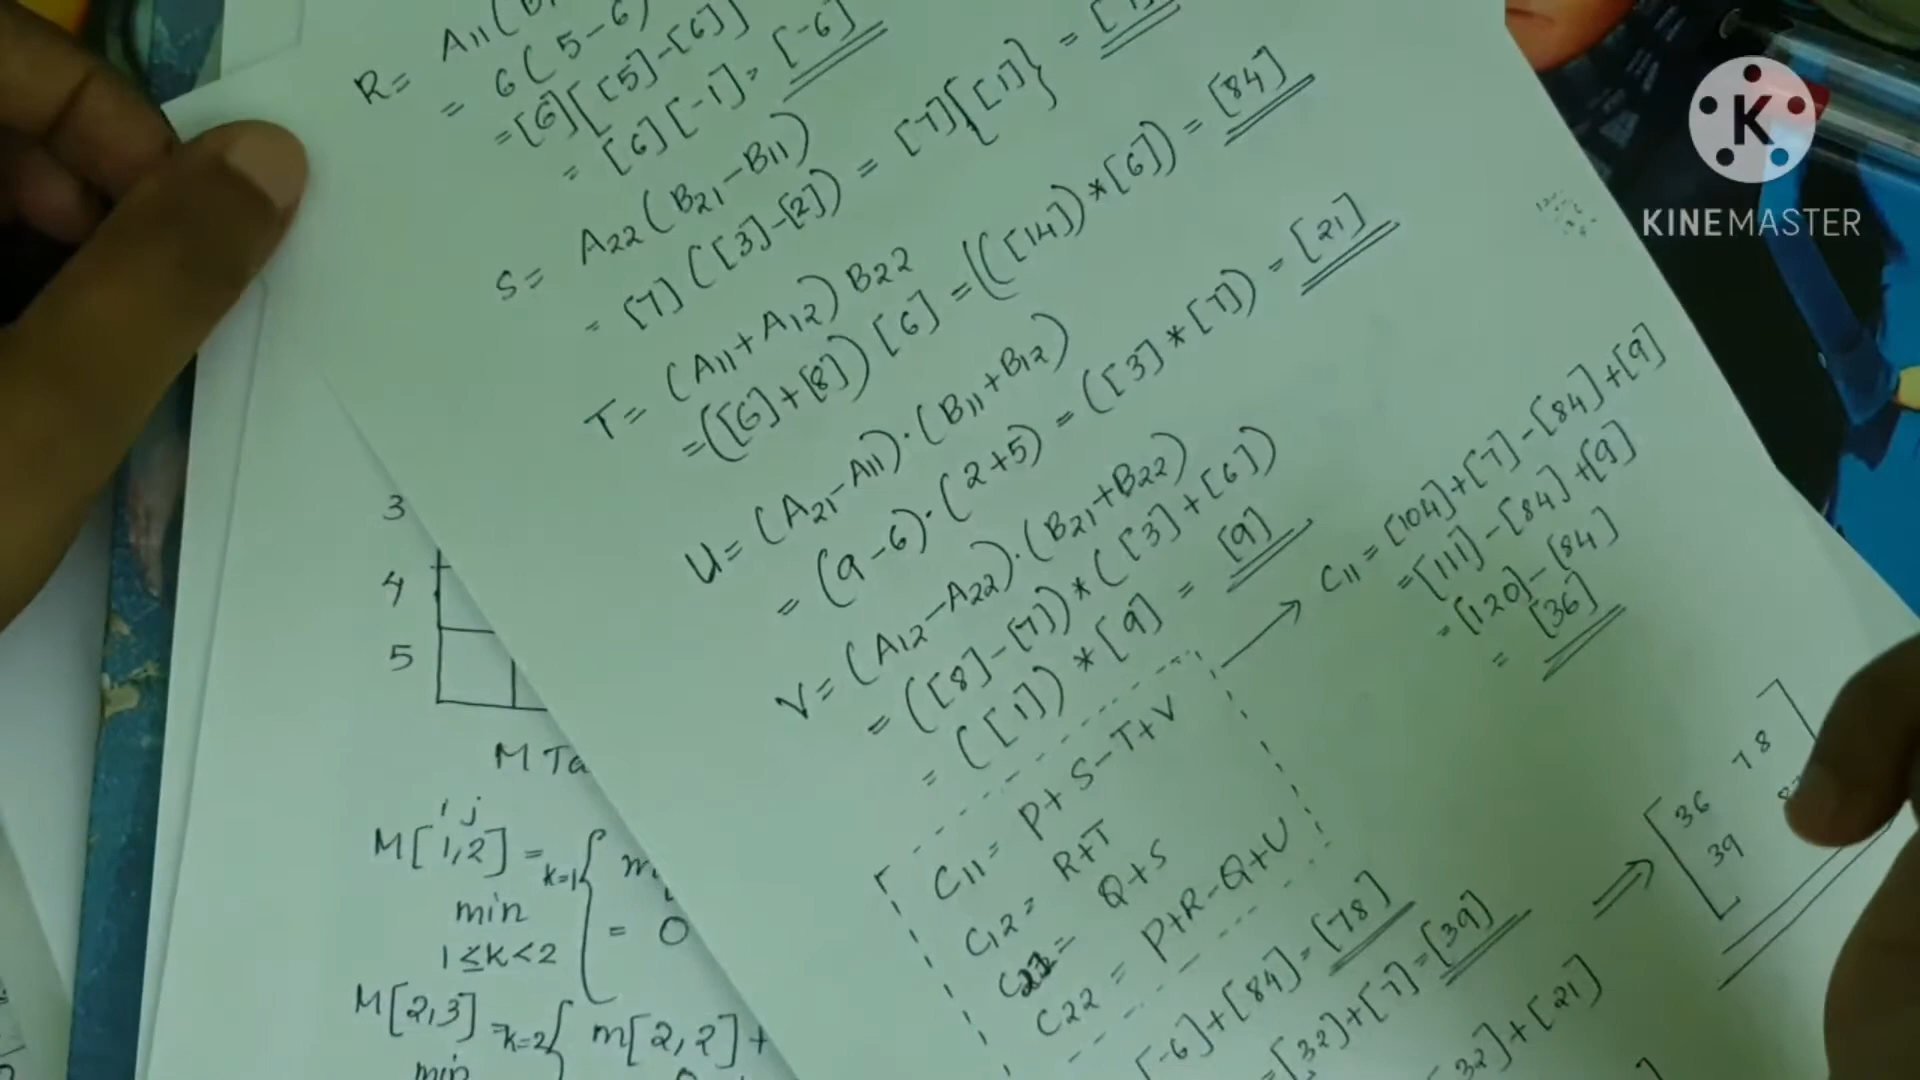 R= A11(B
= 6(5-6)
=[6][[5]-[6]]
= [6][-1]= [-6]
S= A22(B21-B11)
= [7]([3]-[2]) = [7]{[1]} =
T= (A11+A12)B22
=([6]+[8])[6] =(([14])*[6]) = [84]
U= (A21-A11).(B11+B12)
= (9-6).(2+5) = ([3]*[7]) = [21]
V= (A12-A22).(B21+B22)
= ([8]-[7])*([3]+[6])
= ([1])*[9] = [9]
C11= P+S-T+V
C12= R+T
C21= Q+S
C22= P+R-Q+U
C11= [104]+[7]-[84]+[9]
=[111]-[84]+[9]
= [120]-[84]
= [36]
[-6]+[84]=[78]
=[32]+[7]=[39]
32]+[21]
36 78
39
3
4
5
M Ta
i j
M[1,2] = k=1
min
1≤k<2
= 0
M[2,3] = k=2 m[2,2]+
min
K
KINEMASTER